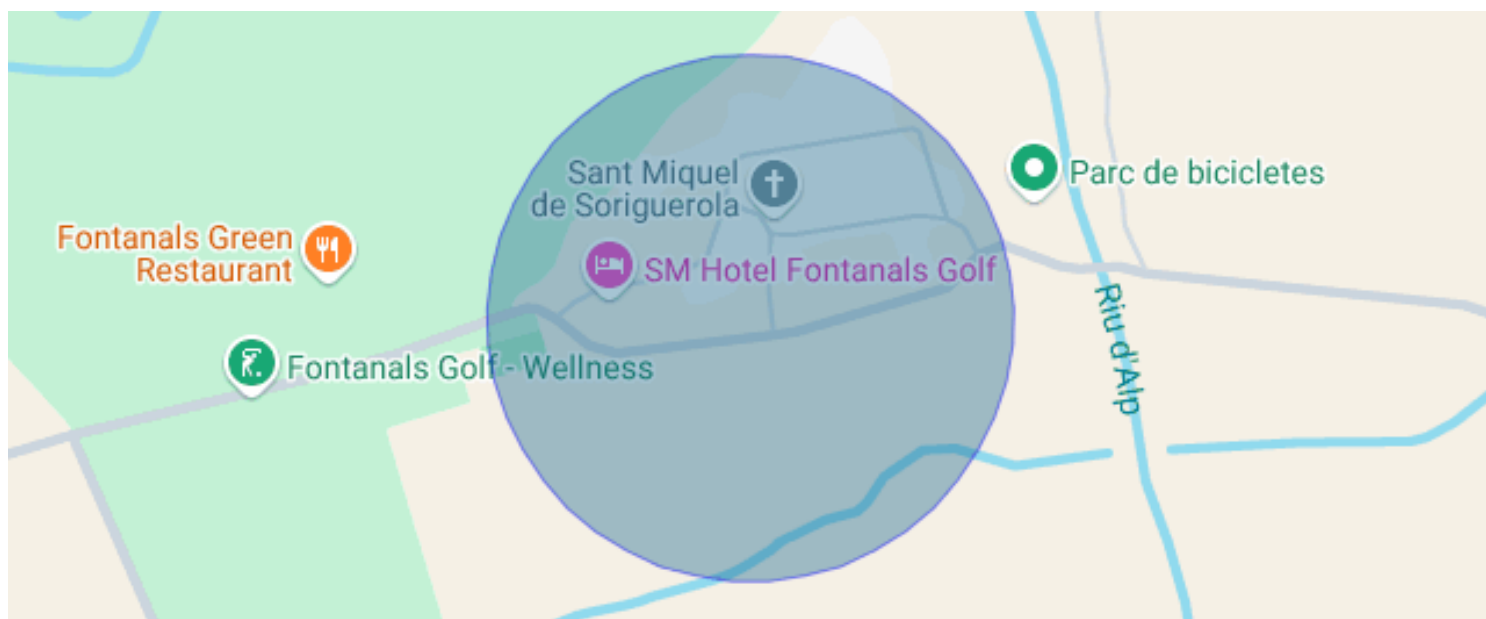 Sant Miquel
de Soriguerola
Parc de bicicletes
Fontanals Green
Restaurant
SM Hotel Fontanals Golf
Riu d'Alp
Fontanals Golf - Wellness